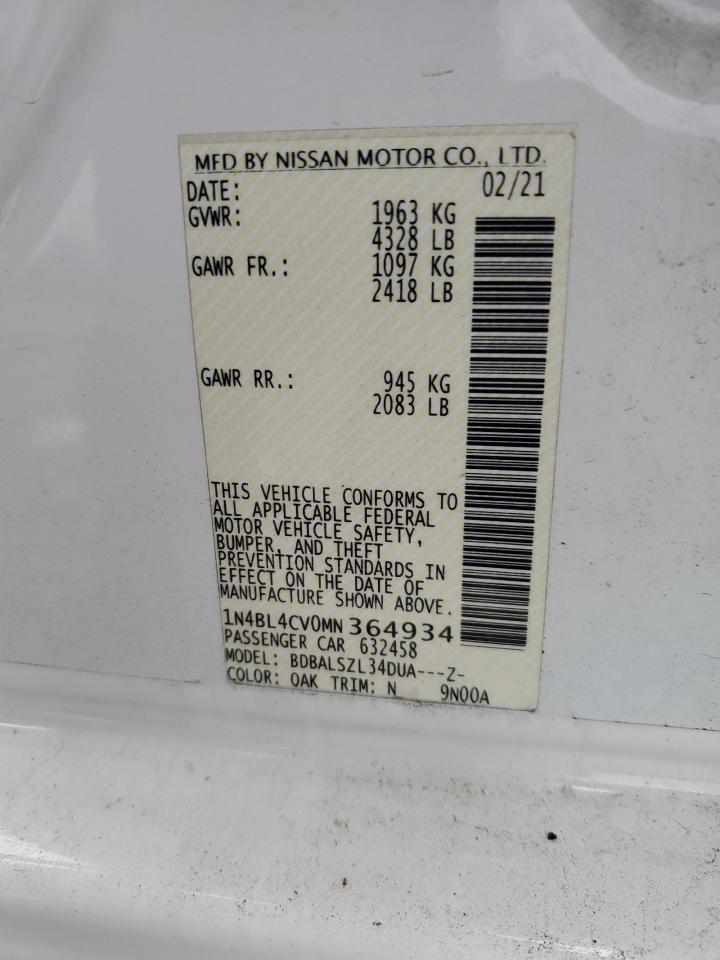 MFD BY NISSAN MOTOR CO., LTD.
DATE: 02/21
GVWR: 1963 KG
4328 LB
GAWR FR.: 1097 KG
2418 LB
GAWR RR.: 945 KG
2083 LB
THIS VEHICLE CONFORMS TO
ALL APPLICABLE FEDERAL
MOTOR VEHICLE SAFETY,
BUMPER, AND THEFT
PREVENTION STANDARDS IN
EFFECT ON THE DATE OF
MANUFACTURE SHOWN ABOVE.
1N4BL4CV0MN 364934
PASSENGER CAR 632458
MODEL: BDBALSZL34DUA---Z-
COLOR: QAK TRIM: N 9N00A